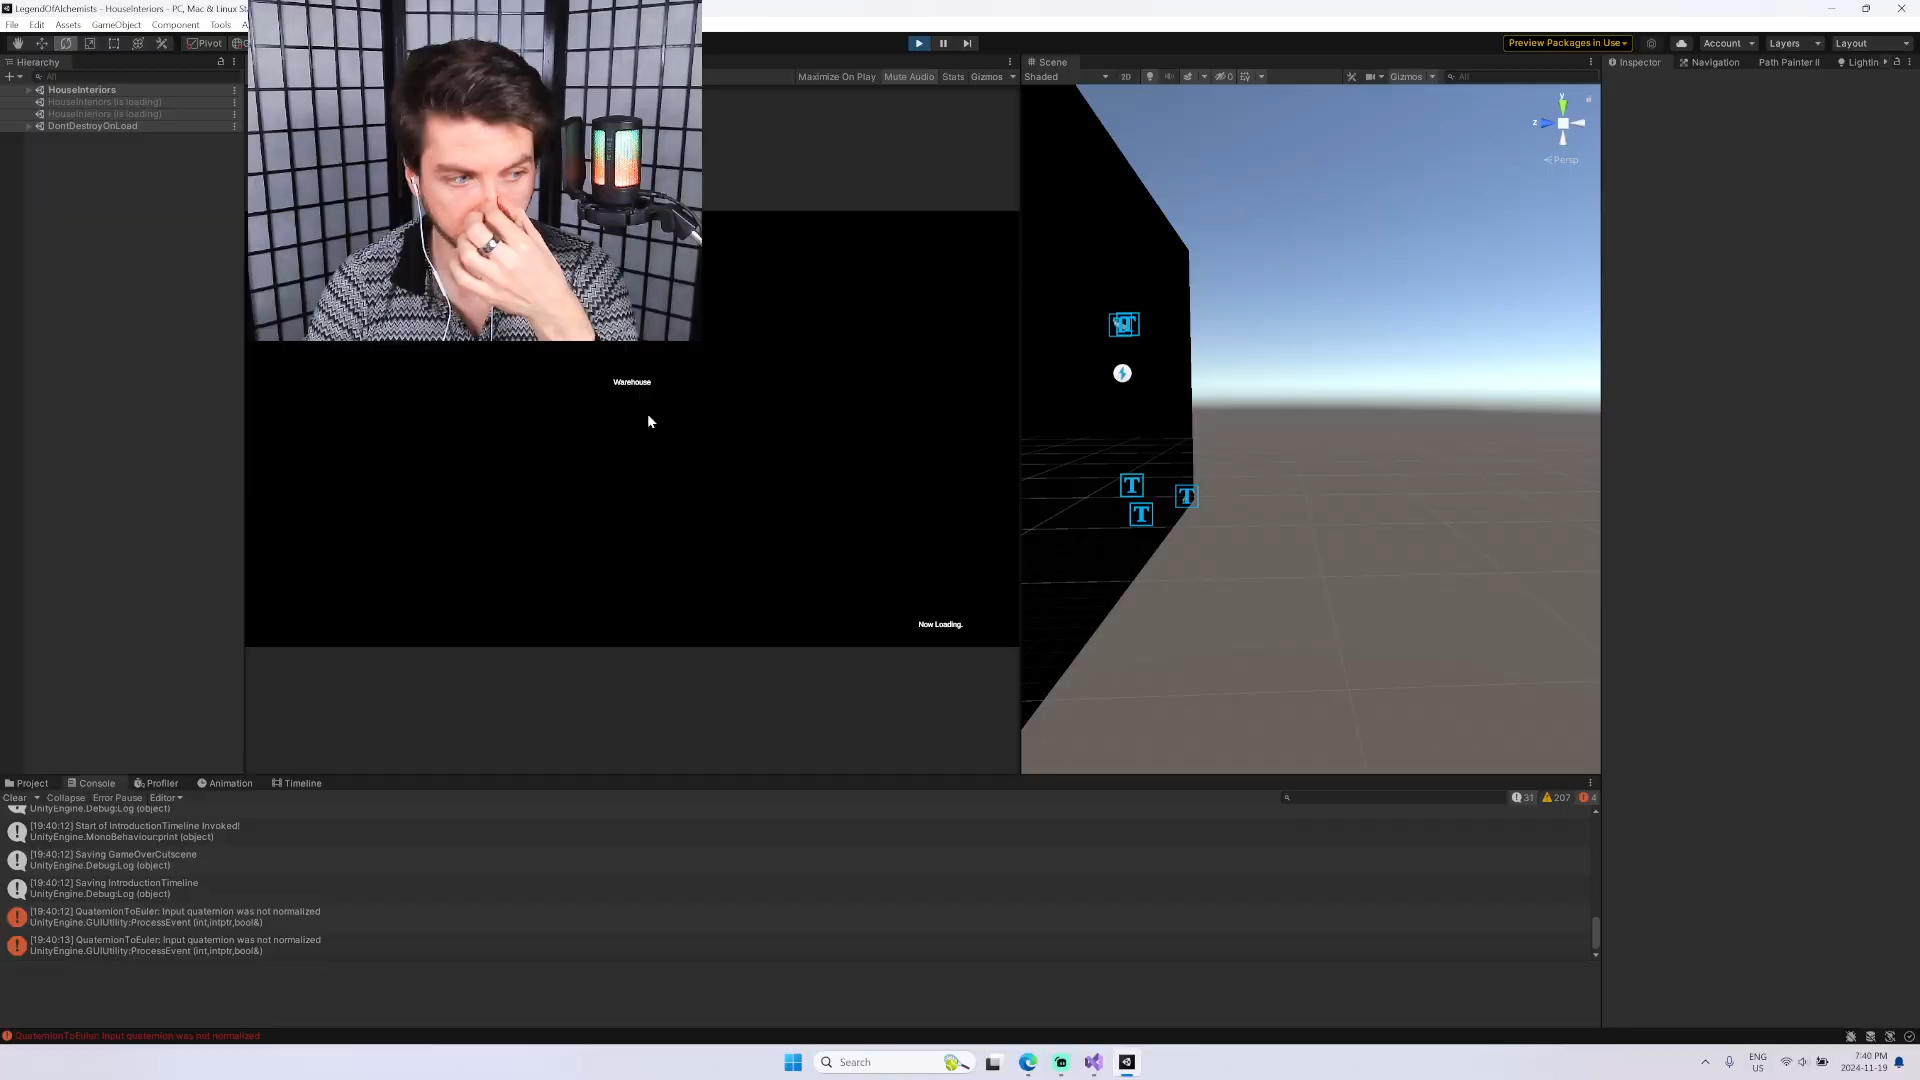 LegendOfAlchemists - HouseInteriors - PC, Mac & Linux St
File Edit Assets GameObject Component Tools
Pivot
Preview Packages in Use
Account
Layers
Layout
Hierarchy
All
HouseInteriors
HouseInteriors (is loading)
HouseInteriors (is loading)
DontDestroyOnLoad
Maximize On Play Mute Audio Stats Gizmos
Warehouse
Now Loading.
Scene
Shaded 2D 0 Gizmos All
y
z
Persp
Inspector Navigation Path Painter II Lightin
Project Console Profiler Animation Timeline
Clear Collapse Error Pause Editor
31 207 4
UnityEngine.Debug:Log (object)
[19:40:12] Start of IntroductionTimeline Invoked!
UnityEngine.MonoBehaviour:print (object)
[19:40:12] Saving GameOverCutscene
UnityEngine.Debug:Log (object)
[19:40:12] Saving IntroductionTimeline
UnityEngine.Debug:Log (object)
[19:40:12] QuaternionToEuler: Input quaternion was not normalized
UnityEngine.GUIUtility:ProcessEvent (int,intptr,bool&)
[19:40:13] QuaternionToEuler: Input quaternion was not normalized
UnityEngine.GUIUtility:ProcessEvent (int,intptr,bool&)
QuaternionToEuler: Input quaternion was not normalized
Search
ENG
US
7:40 PM
2024-11-19